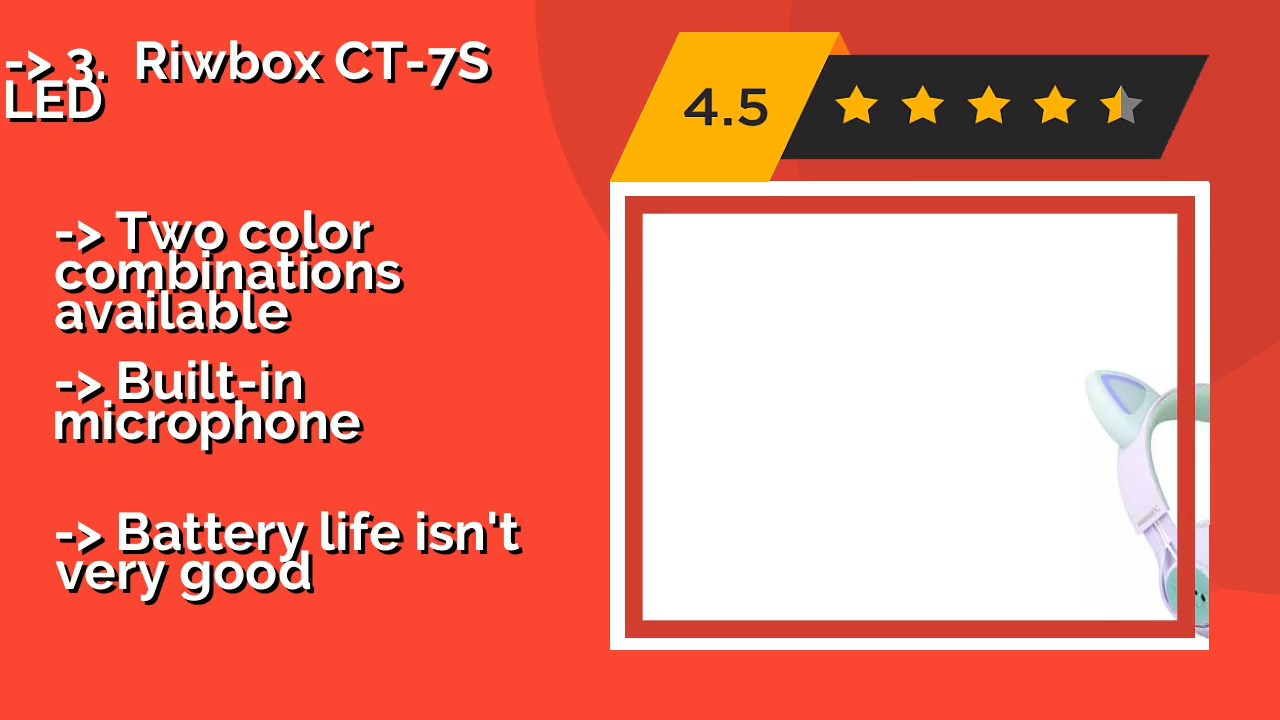 -> 3. Riwbox CT-7S
LED
4.5
-> Two color
combinations
available
-> Built-in
microphone
-> Battery life isn't
very good